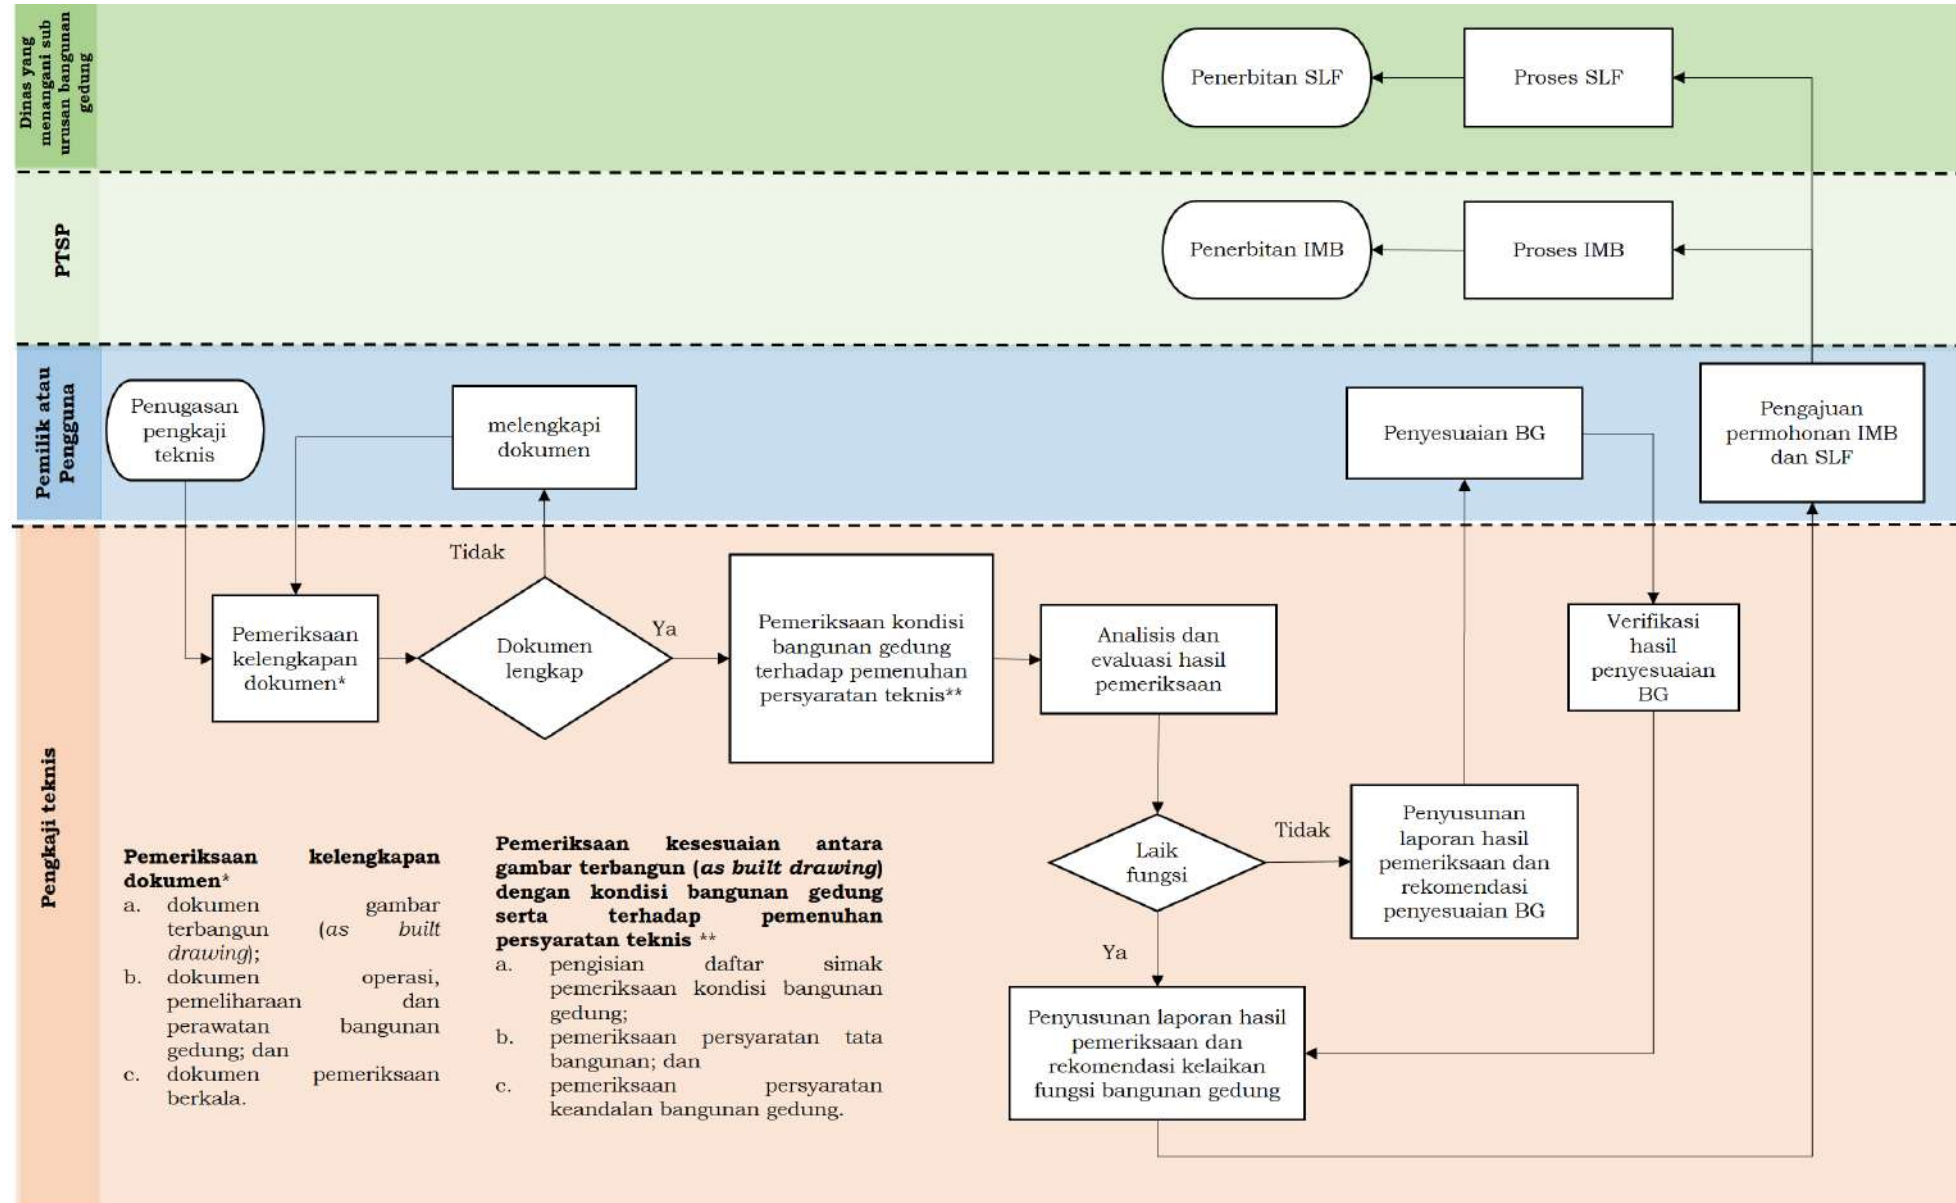 Dinas yang
menangani sub
urusan bangunan
gedung
Penerbitan SLF
Proses SLF
PTSP
Penerbitan IMB
Proses IMB
Pemilik atau
Pengguna
Penugasan
pengkaji
teknis
melengkapi
dokumen
Penyesuaian BG
Pengajuan
permohonan IMB
dan SLF
Pengkaji teknis
Tidak
Pemeriksaan
kelengkapan
dokumen*
Dokumen
lengkap
Ya
Pemeriksaan kondisi
bangunan gedung
terhadap pemenuhan
persyaratan teknis**
Analisis dan
evaluasi hasil
pemeriksaan
Verifikasi
hasil
penyesuaian
BG
Laik
fungsi
Tidak
Penyusunan
laporan hasil
pemeriksaan dan
rekomendasi
penyesuaian BG
Ya
Penyusunan laporan hasil
pemeriksaan dan
rekomendasi kelaikan
fungsi bangunan gedung
Pemeriksaan kelengkapan
dokumen*
a. dokumen gambar
terbangun (as built
drawing);
b. dokumen operasi,
pemeliharaan dan
perawatan bangunan
gedung; dan
c. dokumen pemeriksaan
berkala.
Pemeriksaan kesesuaian antara
gambar terbangun (as built drawing)
dengan kondisi bangunan gedung
serta terhadap pemenuhan
persyaratan teknis **
a. pengisian daftar simak
pemeriksaan kondisi bangunan
gedung;
b. pemeriksaan persyaratan tata
bangunan; dan
c. pemeriksaan persyaratan
keandalan bangunan gedung.